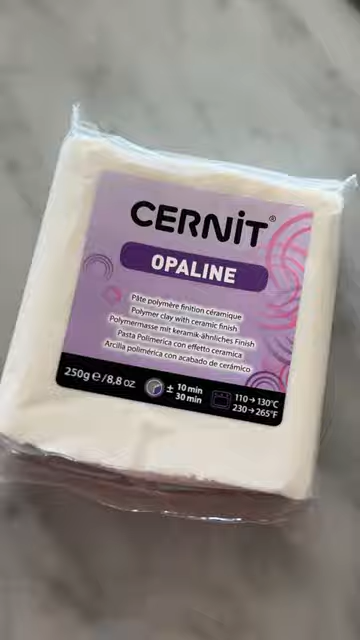 CERNiT®
OPALINE
Pâte polymère finition céramique
Polymer clay with ceramic finish
Polymermasse mit keramik-ähnliches Finish
Pasta Polimerica con effetto ceramica
Arcilla polimérica con acabado de cerámico
250g e / 8,8 oz
± 10 min
30 min
110→130°C
230→265°F